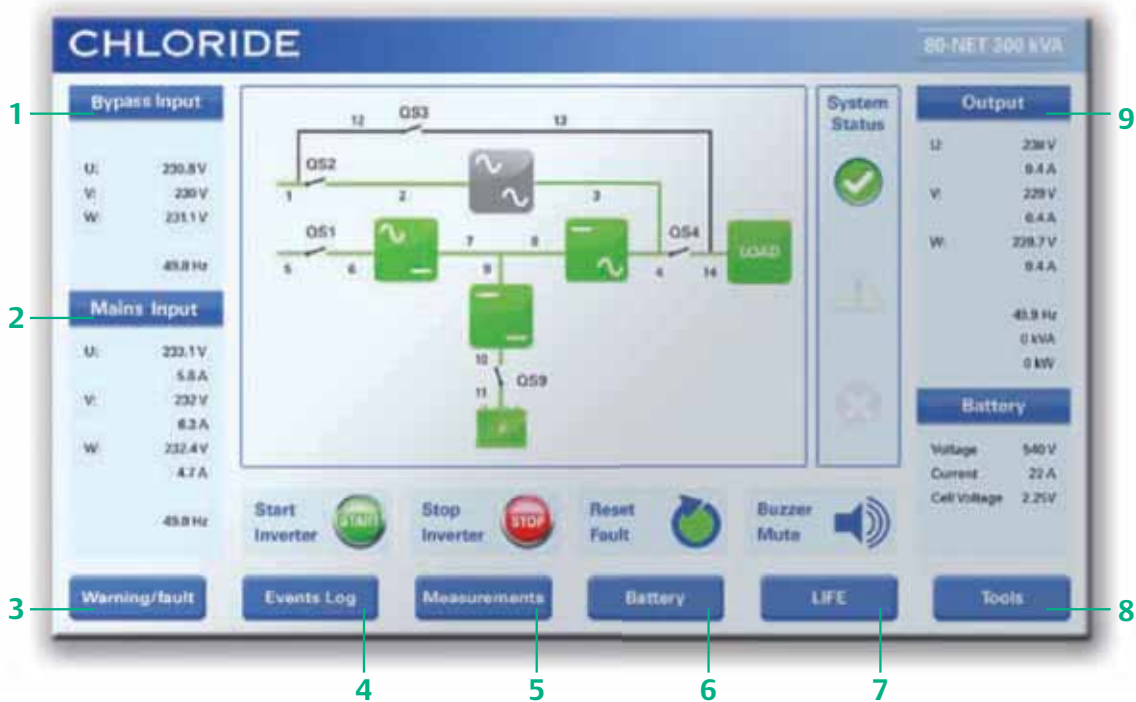 CHLORIDE
80-NET 300 kVA
1
Bypass Input
U: 230.8 V
V: 230 V
W: 231.1 V
49.8 Hz
2
Mains Input
U: 233.1 V
5.8 A
V: 232 V
6.3 A
W: 232.4 V
4.7 A
49.8 Hz
12
QS3
13
QS2
1
2
3
QS1
5
6
7
8
9
QS4
4
14
LOAD
10
QS9
11
System
Status
9
Output
U:
0.4 A
V: 229 V
0.4 A
W: 229.7 V
0.4 A
49.9 Hz
0 kVA
0 kW
Battery
Voltage 540 V
Current 22 A
Cell Voltage 2.25V
Start
Inverter
START
Stop
Inverter
STOP
Reset
Fault
Buzzer
Mute
3
Warning/fault
Events Log
Measurements
Battery
LIFE
Tools
8
4
5
6
7